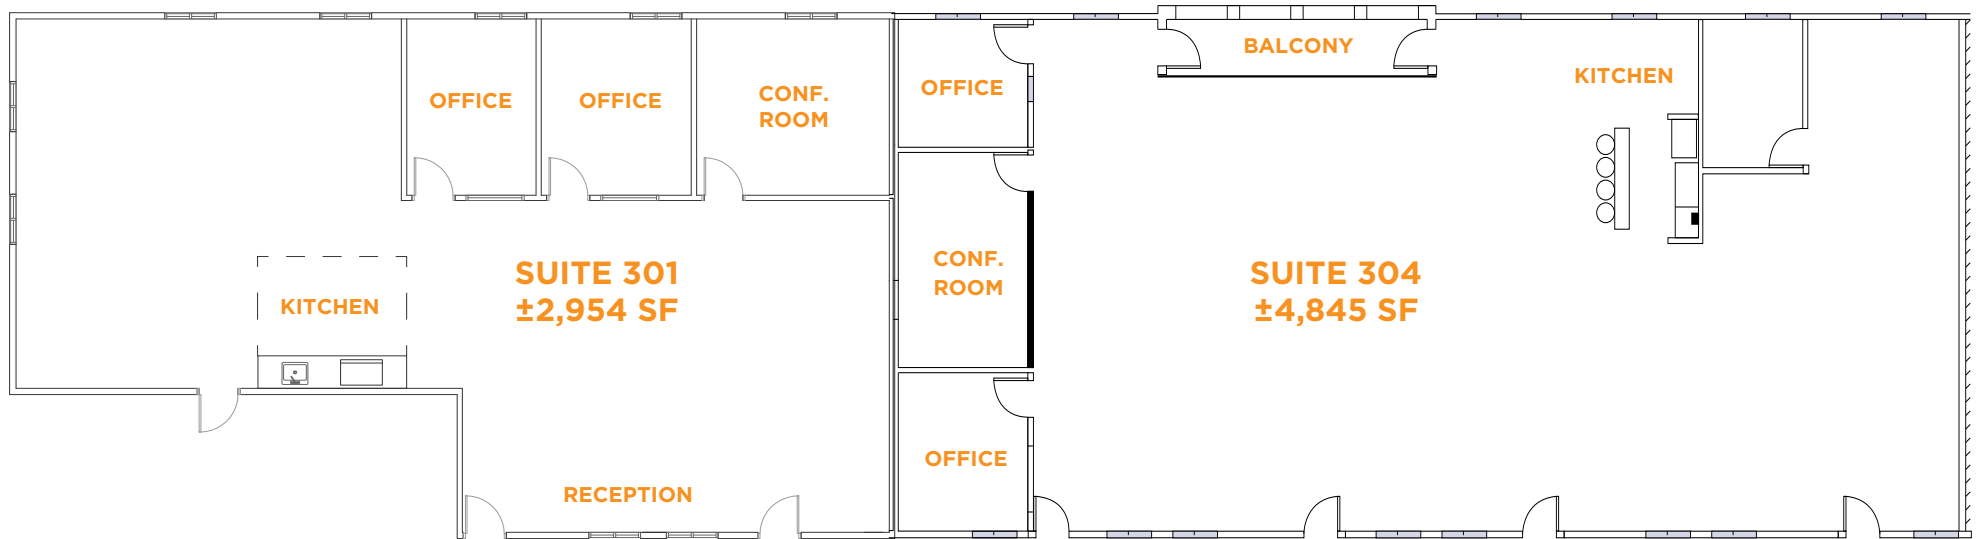 OFFICE
OFFICE
CONF.
ROOM
SUITE 301
±2,954 SF
KITCHEN
RECEPTION
OFFICE
CONF.
ROOM
OFFICE
BALCONY
KITCHEN
SUITE 304
±4,845 SF